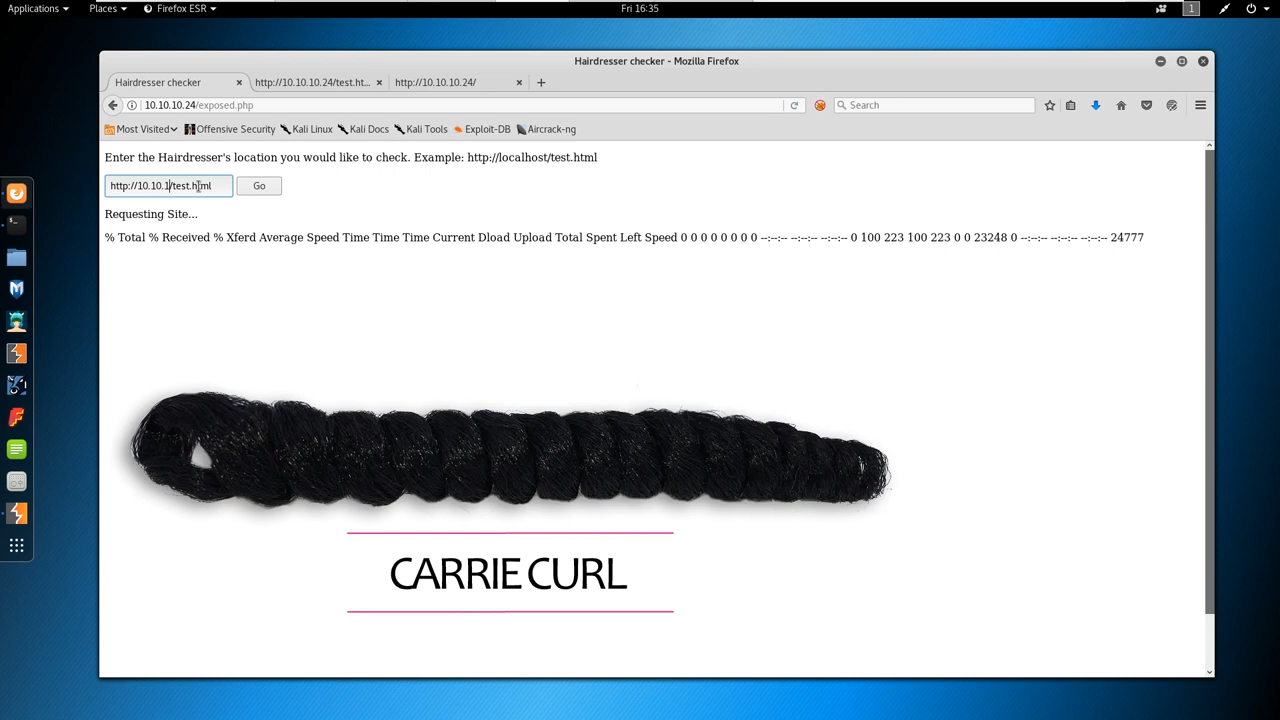 Applications Places Firefox ESR Fri 16:35 1
Hairdresser checker - Mozilla Firefox
Hairdresser checker × http://10.10.10.24/test.ht... × http://10.10.10.24/ × +
10.10.10.24/exposed.php Search
Most Visited Offensive Security Kali Linux Kali Docs Kali Tools Exploit-DB Aircrack-ng
Enter the Hairdresser's location you would like to check. Example: http://localhost/test.html
http://10.10.1/test.html Go
Requesting Site...
% Total % Received % Xferd Average Speed Time Time Time Current Dload Upload Total Spent Left Speed 0 0 0 0 0 0 0 0 --:--:-- --:--:-- --:--:-- 0 100 223 100 223 0 0 23248 0 --:--:-- --:--:-- --:--:-- 24777
CARRIE CURL